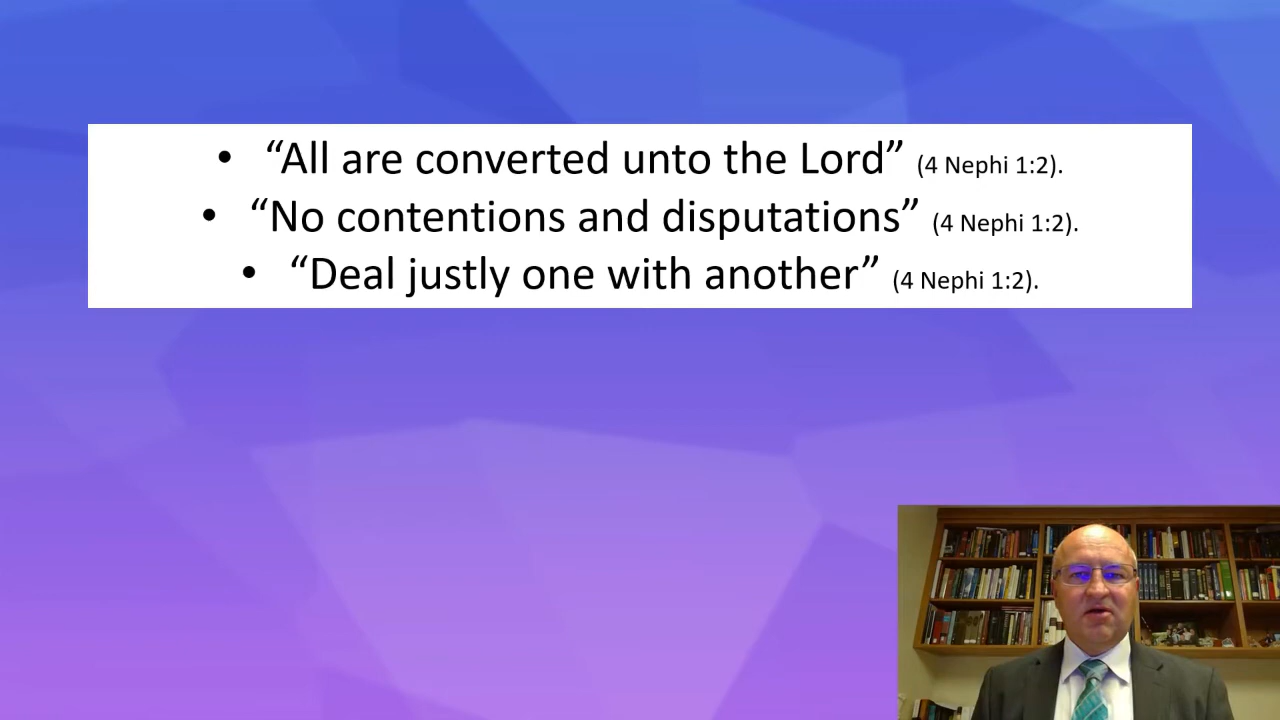 • “All are converted unto the Lord” (4 Nephi 1:2).
• “No contentions and disputations” (4 Nephi 1:2).
• “Deal justly one with another” (4 Nephi 1:2).